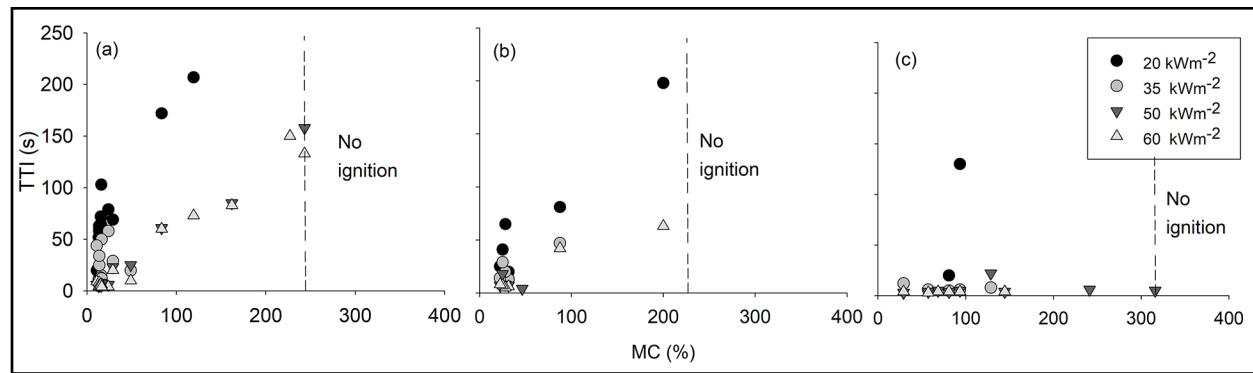 250
200
150
100
50
0
TTI (s)
(a)
No
ignition
0 100 200 300 400
(b)
No
ignition
0 100 200 300 400
MC (%)
(c)
No
ignition
0 100 200 300 400
20 kWm-2
35 kWm-2
50 kWm-2
60 kWm-2